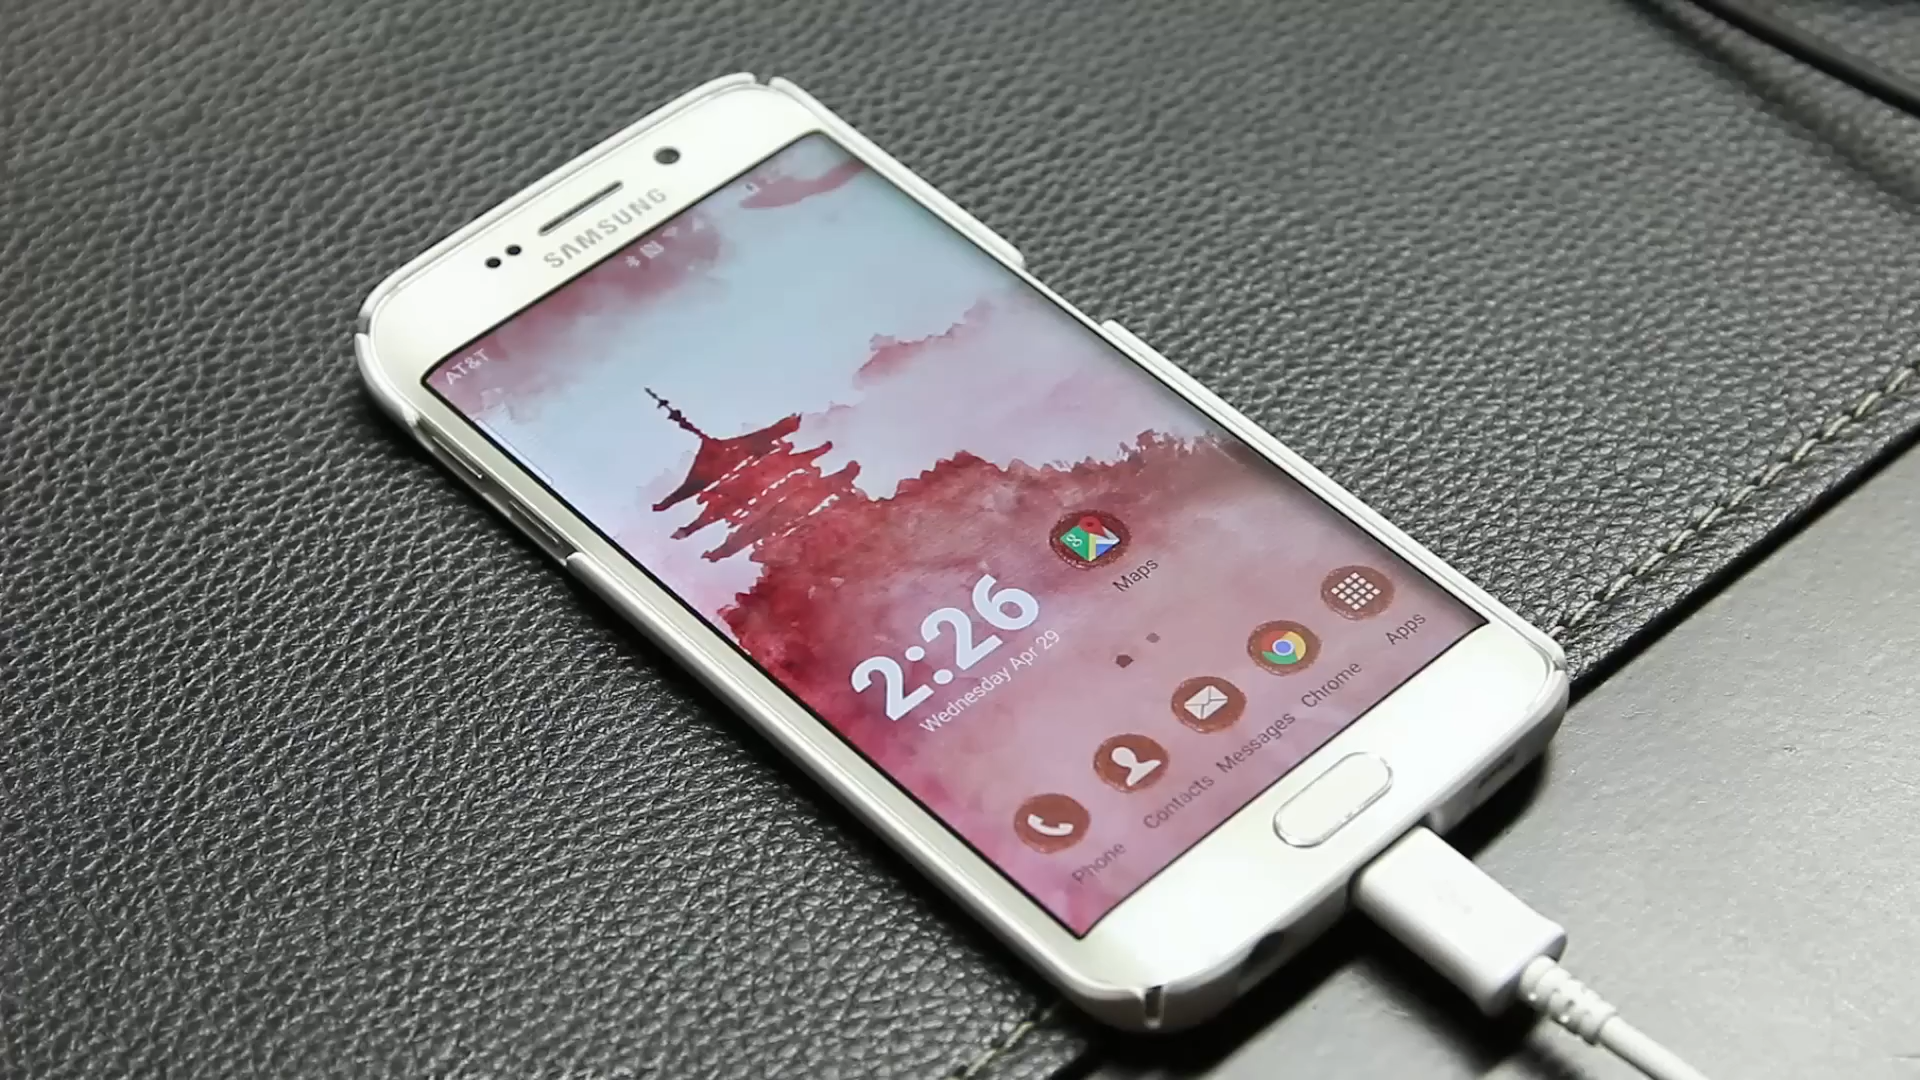 SAMSUNG
AT&T
2:26
Wednesday Apr 29
Maps
Phone
Contacts
Messages
Chrome
Apps